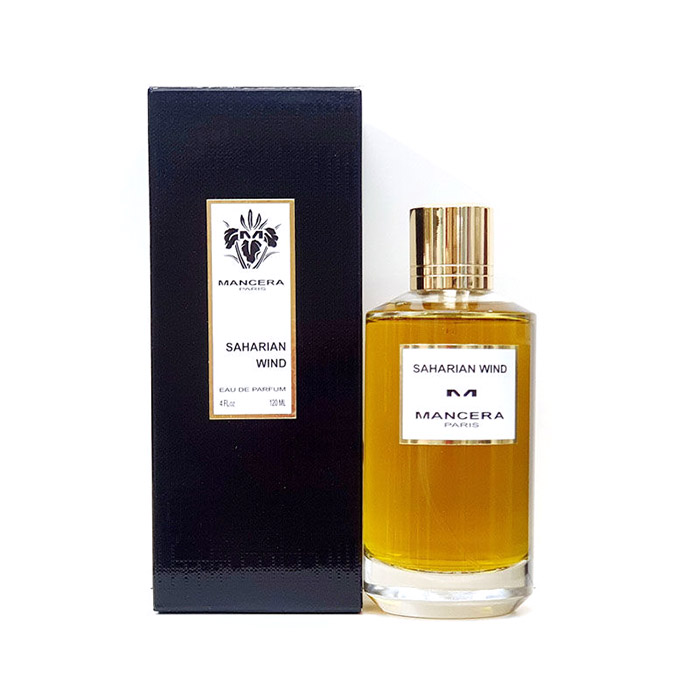 M
MANCERA
PARIS
SAHARIAN
WIND
EAU DE PARFUM
4 Fl.oz 120 ML
SAHARIAN WIND
M
MANCERA
PARIS